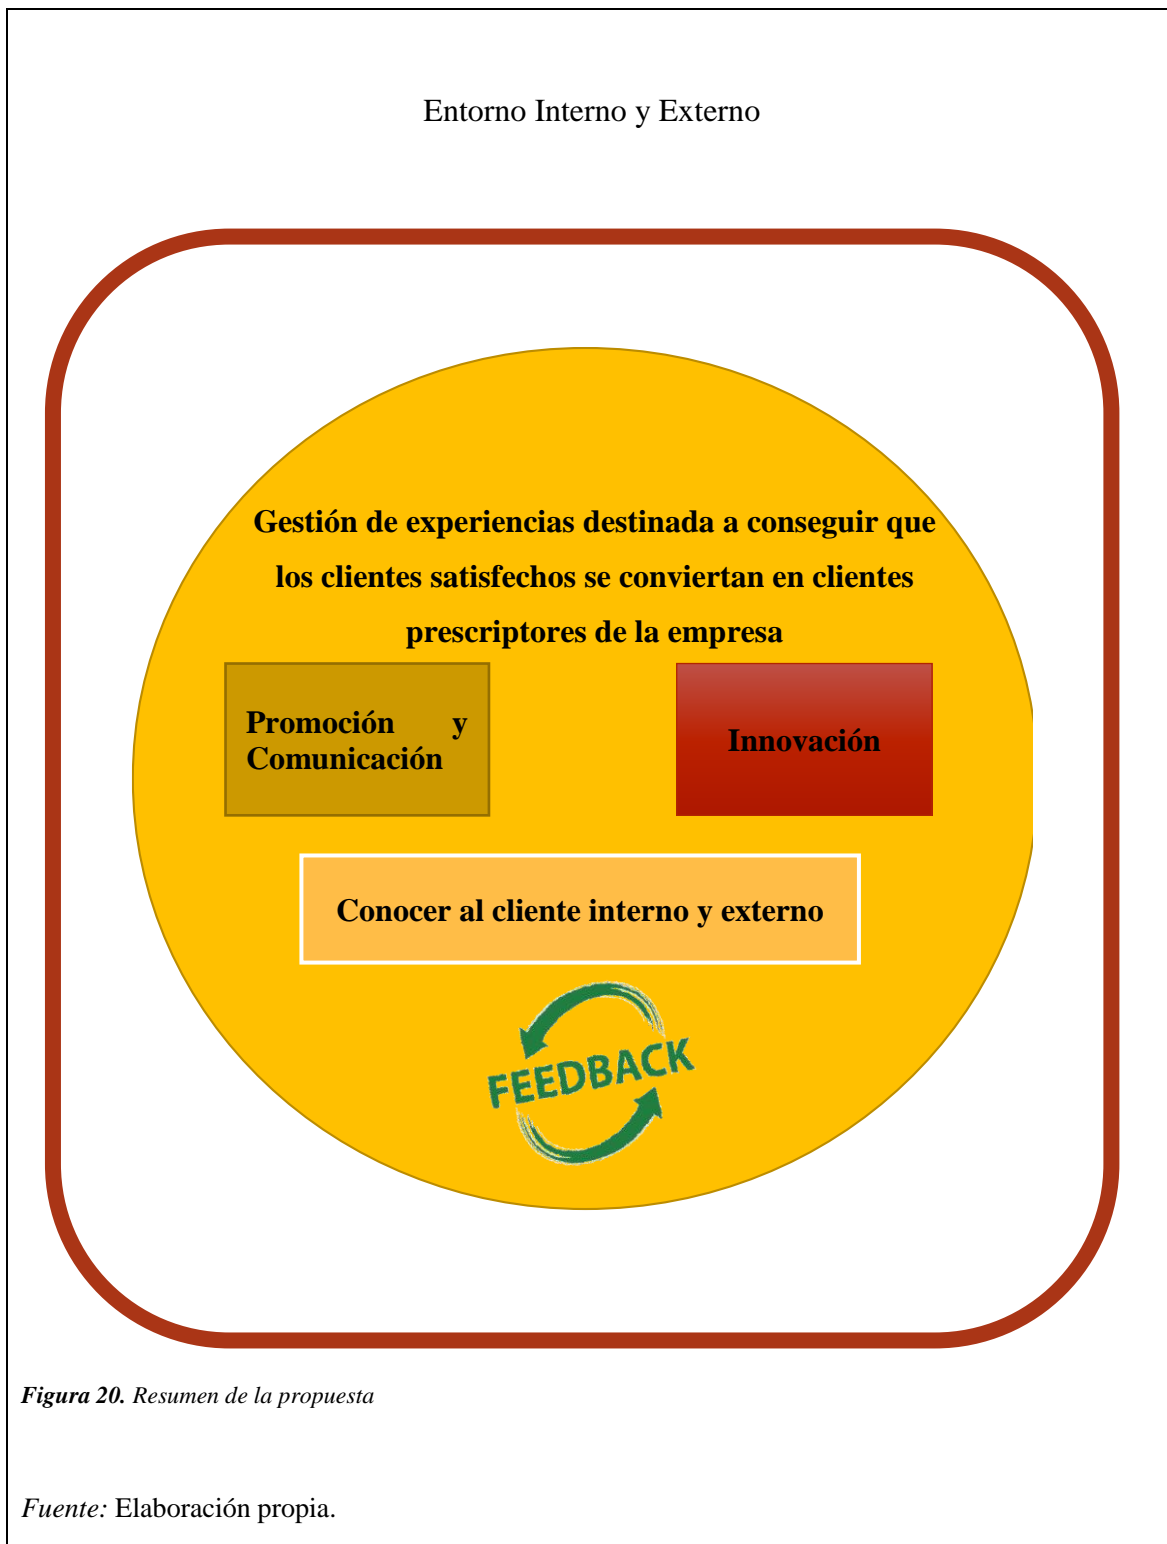 Entorno Interno y Externo
Gestión de experiencias destinada a conseguir que
los clientes satisfechos se conviertan en clientes
prescriptores de la empresa
Promoción y
Comunicación
Innovación
Conocer al cliente interno y externo
FEEDBACK
Figura 20. Resumen de la propuesta
Fuente: Elaboración propia.